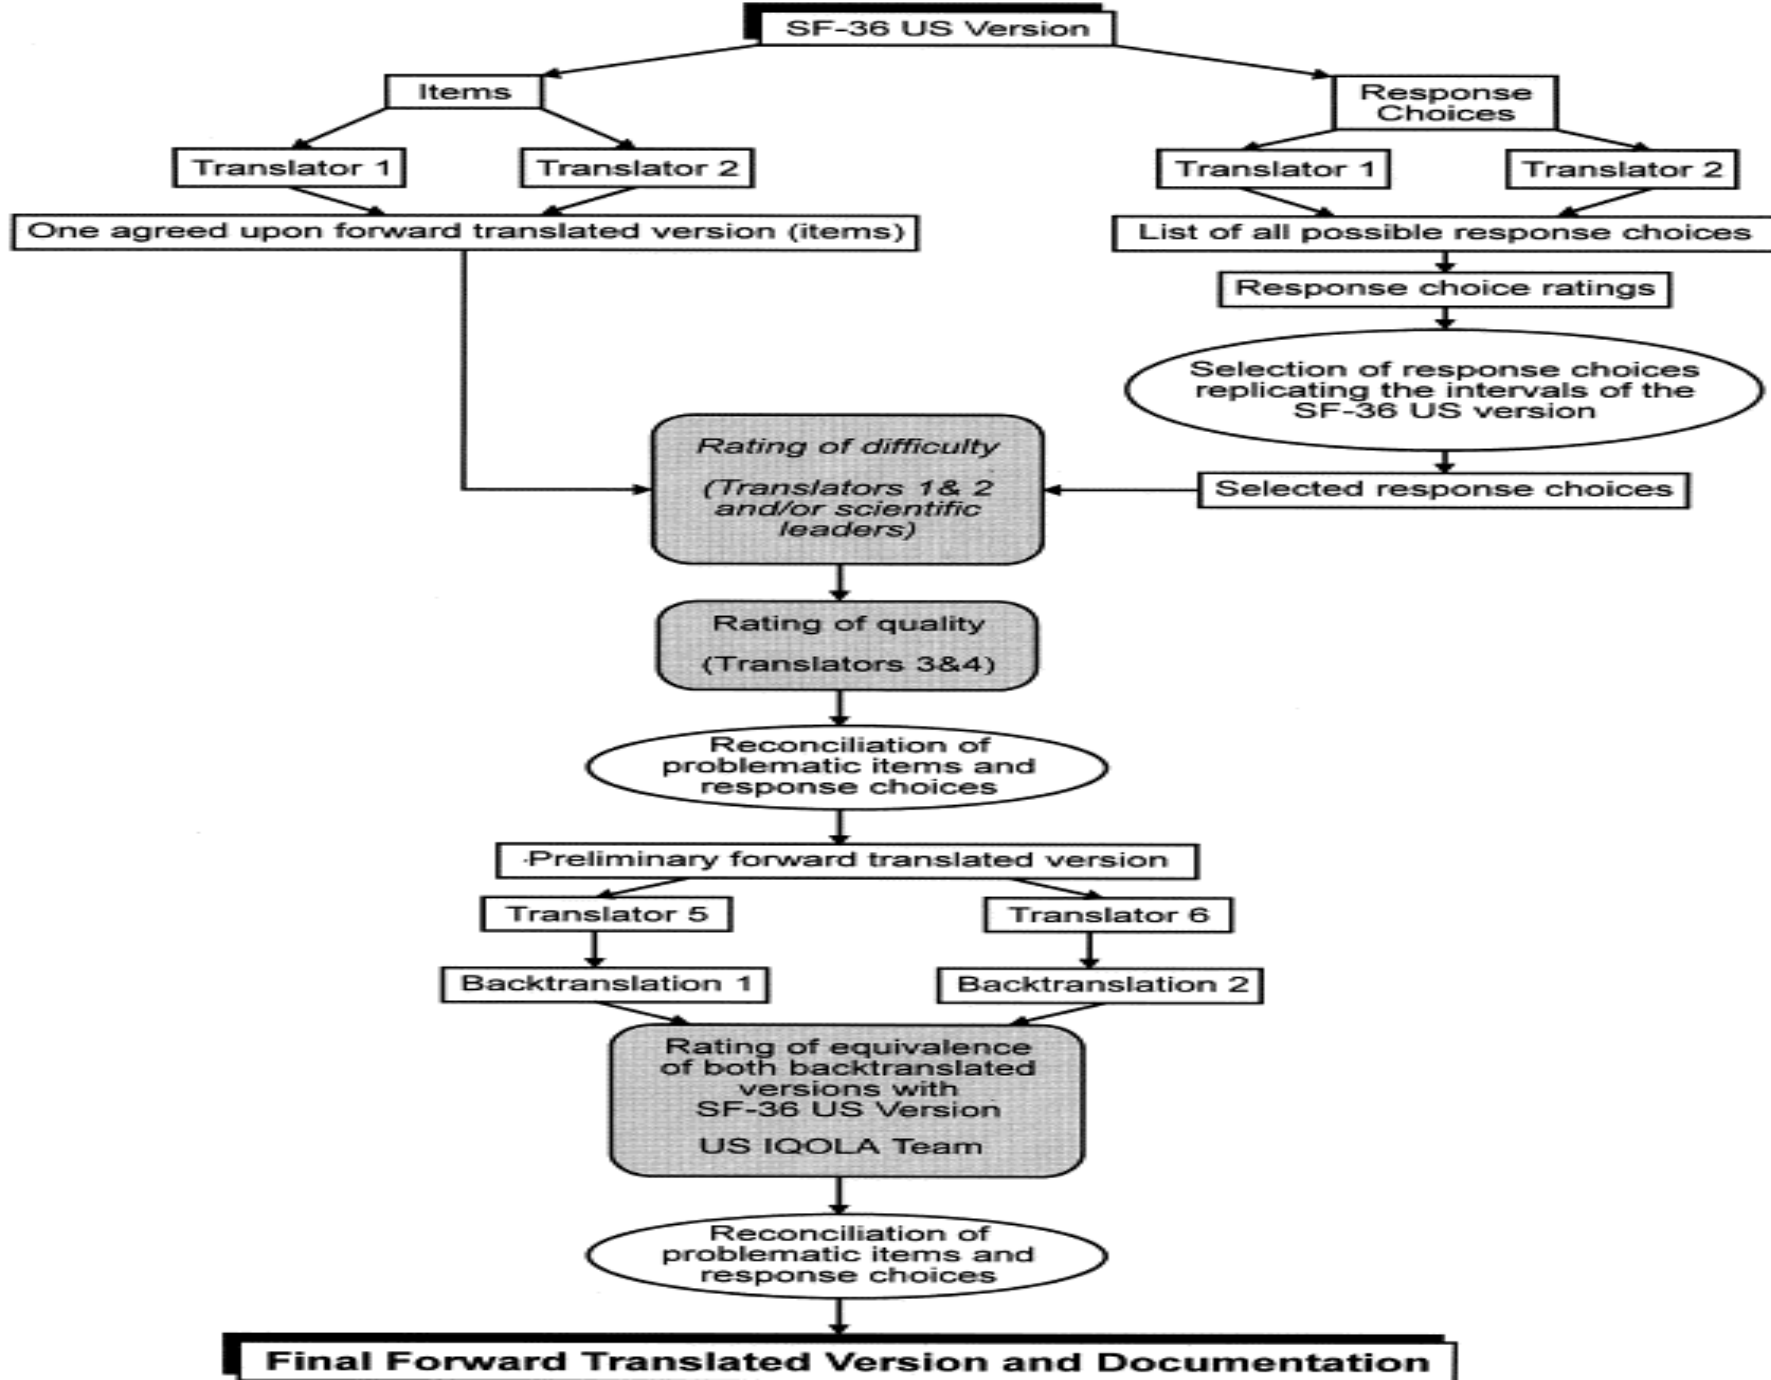 SF-36 US Version
Items
Response
Choices
Translator 1
Translator 2
Translator 1
Translator 2
One agreed upon forward translated version (items)
List of all possible response choices
Response choice ratings
Selection of response choices
replicating the intervals of the
SF-36 US version
Rating of difficulty
(Translators 1& 2
and/or scientific
leaders)
Selected response choices
Rating of quality
(Translators 3&4)
Reconciliation of
problematic items and
response choices
Preliminary forward translated version
Translator 5
Translator 6
Backtranslation 1
Backtranslation 2
Rating of equivalence
of both backtranslated
versions with
SF-36 US Version
US IQOLA Team
Reconciliation of
problematic items and
response choices
Final Forward Translated Version and Documentation